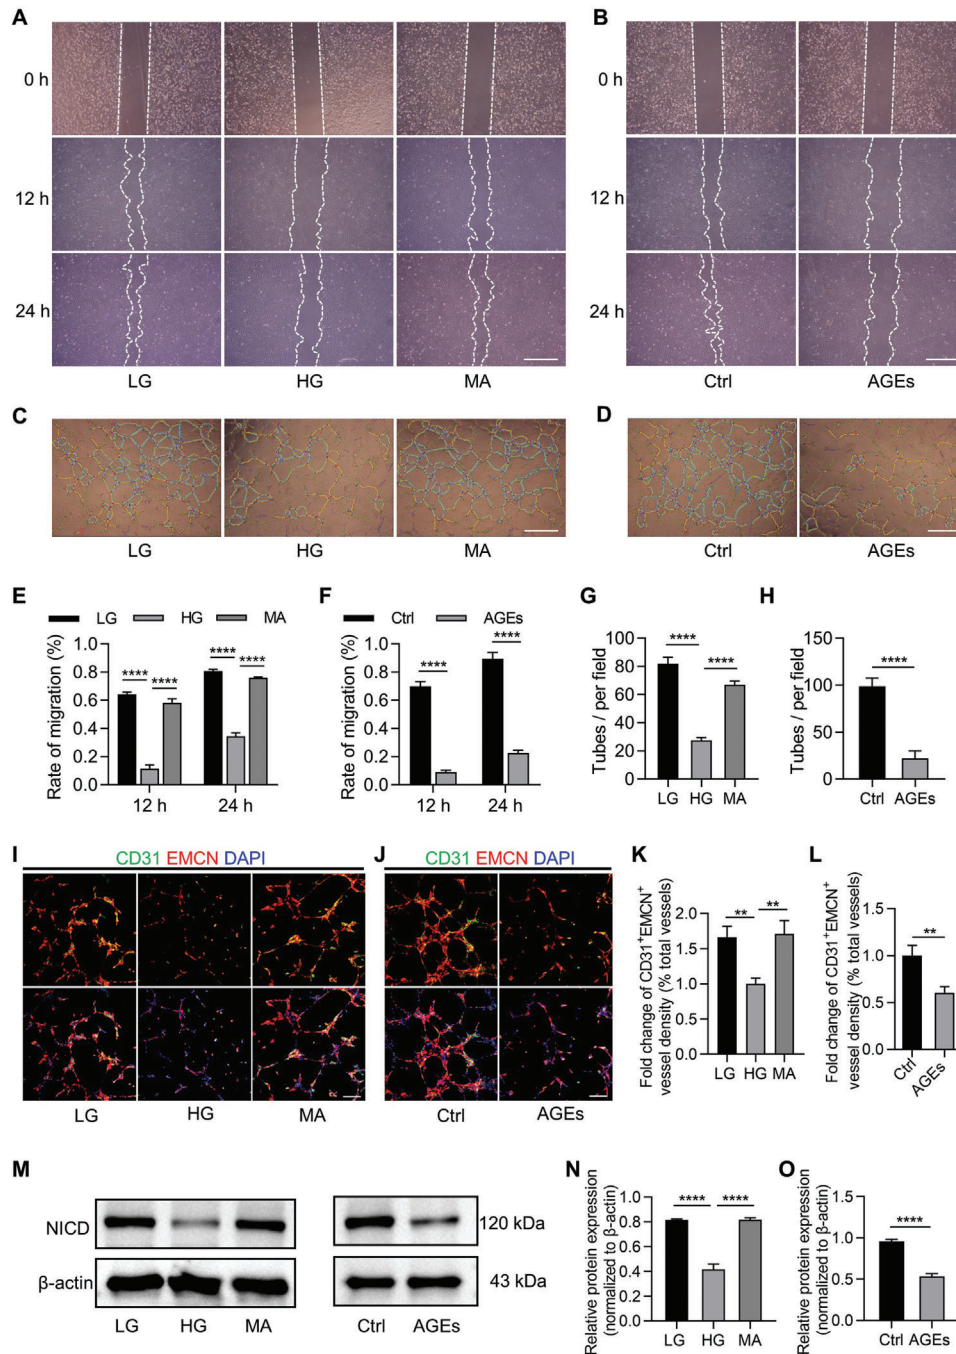 A
B
0 h
0 h
12 h
12 h
24 h
24 h
LG HG MA
Ctrl AGEs
C
D
LG HG MA
Ctrl AGEs
E
LG HG MA
Rate of migration (%)
1.0
0.8
0.6
0.4
0.2
0.0
**** **** **** ****
12 h 24 h
F
Ctrl AGEs
Rate of migration (%)
1.0
0.8
0.6
0.4
0.2
0.0
**** ****
12 h 24 h
G
Tubes / per field
100
80
60
40
20
0
**** ****
LG HG MA
H
Tubes / per field
150
100
50
0
****
Ctrl AGEs
I
CD31 EMCN DAPI
LG HG MA
J
CD31 EMCN DAPI
Ctrl AGEs
K
Fold change of CD31+EMCN+
vessel density (% total vessels)
2.0
1.5
1.0
0.5
0.0
** **
LG HG MA
L
Fold change of CD31+EMCN+
vessel density (% total vessels)
1.5
1.0
0.5
0.0
**
Ctrl AGEs
M
NICD
120 kDa
β-actin
43 kDa
LG HG MA
Ctrl AGEs
N
Relative protein expression
(normalized to β-actin)
1.0
0.8
0.6
0.4
0.2
0.0
**** ****
LG HG MA
O
Relative protein expression
(normalized to β-actin)
1.5
1.0
0.5
0.0
****
Ctrl AGEs